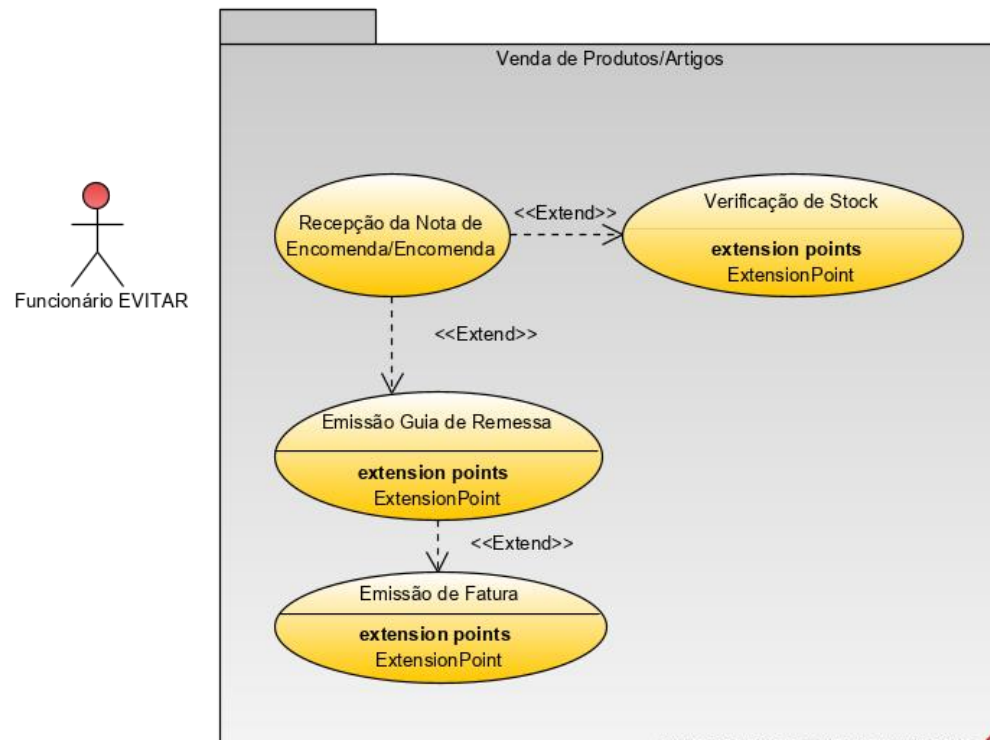 Venda de Produtos/Artigos
Recepção da Nota de
Encomenda/Encomenda
<<Extend>>
Verificação de Stock
extension points
ExtensionPoint
Funcionário EVITAR
<<Extend>>
Emissão Guia de Remessa
extension points
ExtensionPoint
<<Extend>>
Emissão de Fatura
extension points
ExtensionPoint